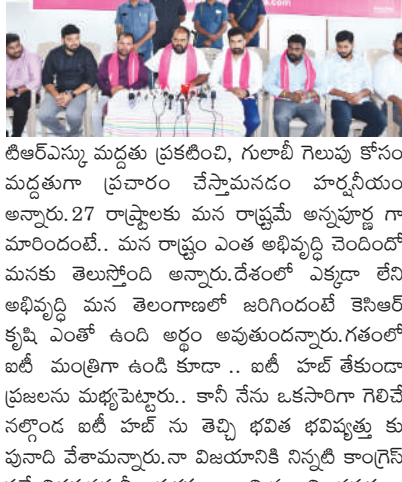 s.com
టిఆర్ఎస్కు మద్దతు ప్రకటించి, గులాబీ గెలుపు కోసం
మద్దతుగా ప్రచారం చేస్తామనడం హర్షనీయం
అన్నారు.27 రాష్ట్రాలకు మన రాష్ట్రమే అన్నపూర్ణ గా
మారిందంటే.. మన రాష్ట్రం ఎంత అభివృద్ధి చెందిందో
మనకు తెలుస్తోంది అన్నారు.దేశంలో ఎక్కడా లేని
అభివృద్ధి మన తెలంగాణలో జరిగిందంటే కెసిఆర్
కృషి ఎంతో ఉంది అర్థం అవుతుందన్నారు.గతంలో
ఐటీ మంత్రిగా ఉండి కూడా .. ఐటీ హబ్ తేకుండా
ప్రజలను మభ్యపెట్టారు.. కానీ నేను ఒకసారిగా గెలిచే
నల్గొండ ఐటీ హబ్ ను తెచ్చి భవిత భవిష్యత్తు కు
పునాది వేశామన్నారు.నా విజయానికి నిన్నటి కాంగ్రెస్